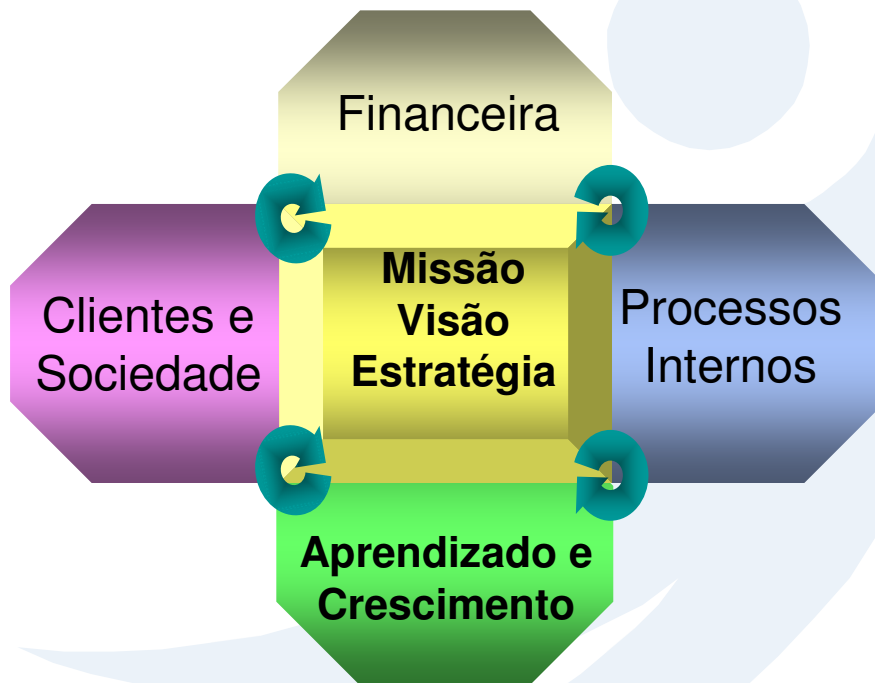 Financeira
Clientes e
Sociedade
Missão
Visão
Estratégia
Processos
Internos
Aprendizado e
Crescimento